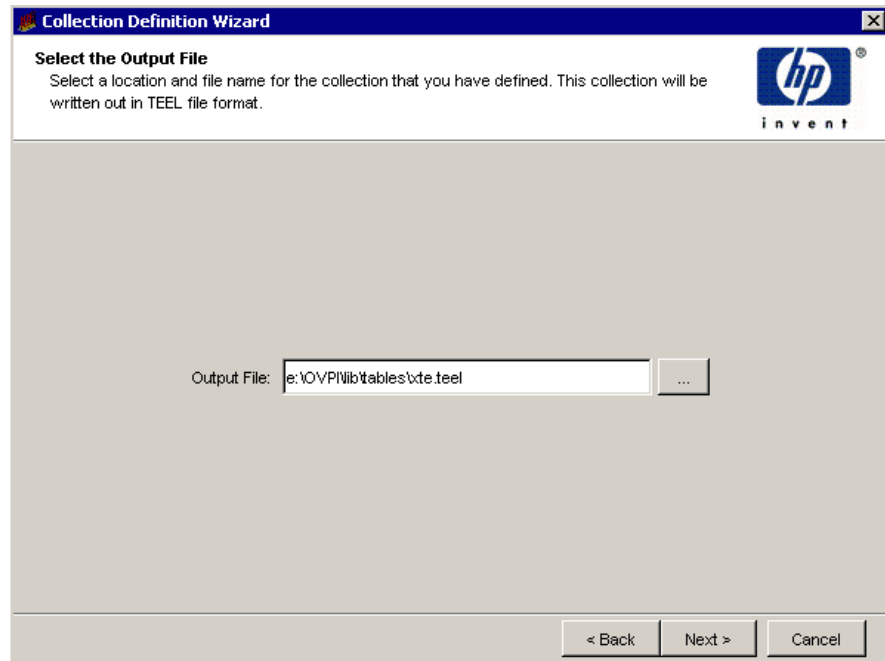 Collection Definition Wizard
Select the Output File
Select a location and file name for the collection that you have defined. This collection will be
written out in TEEL file format.
hp ®
invent
Output File: e:\OVPI\lib\tables\xte.teel ...
< Back Next > Cancel